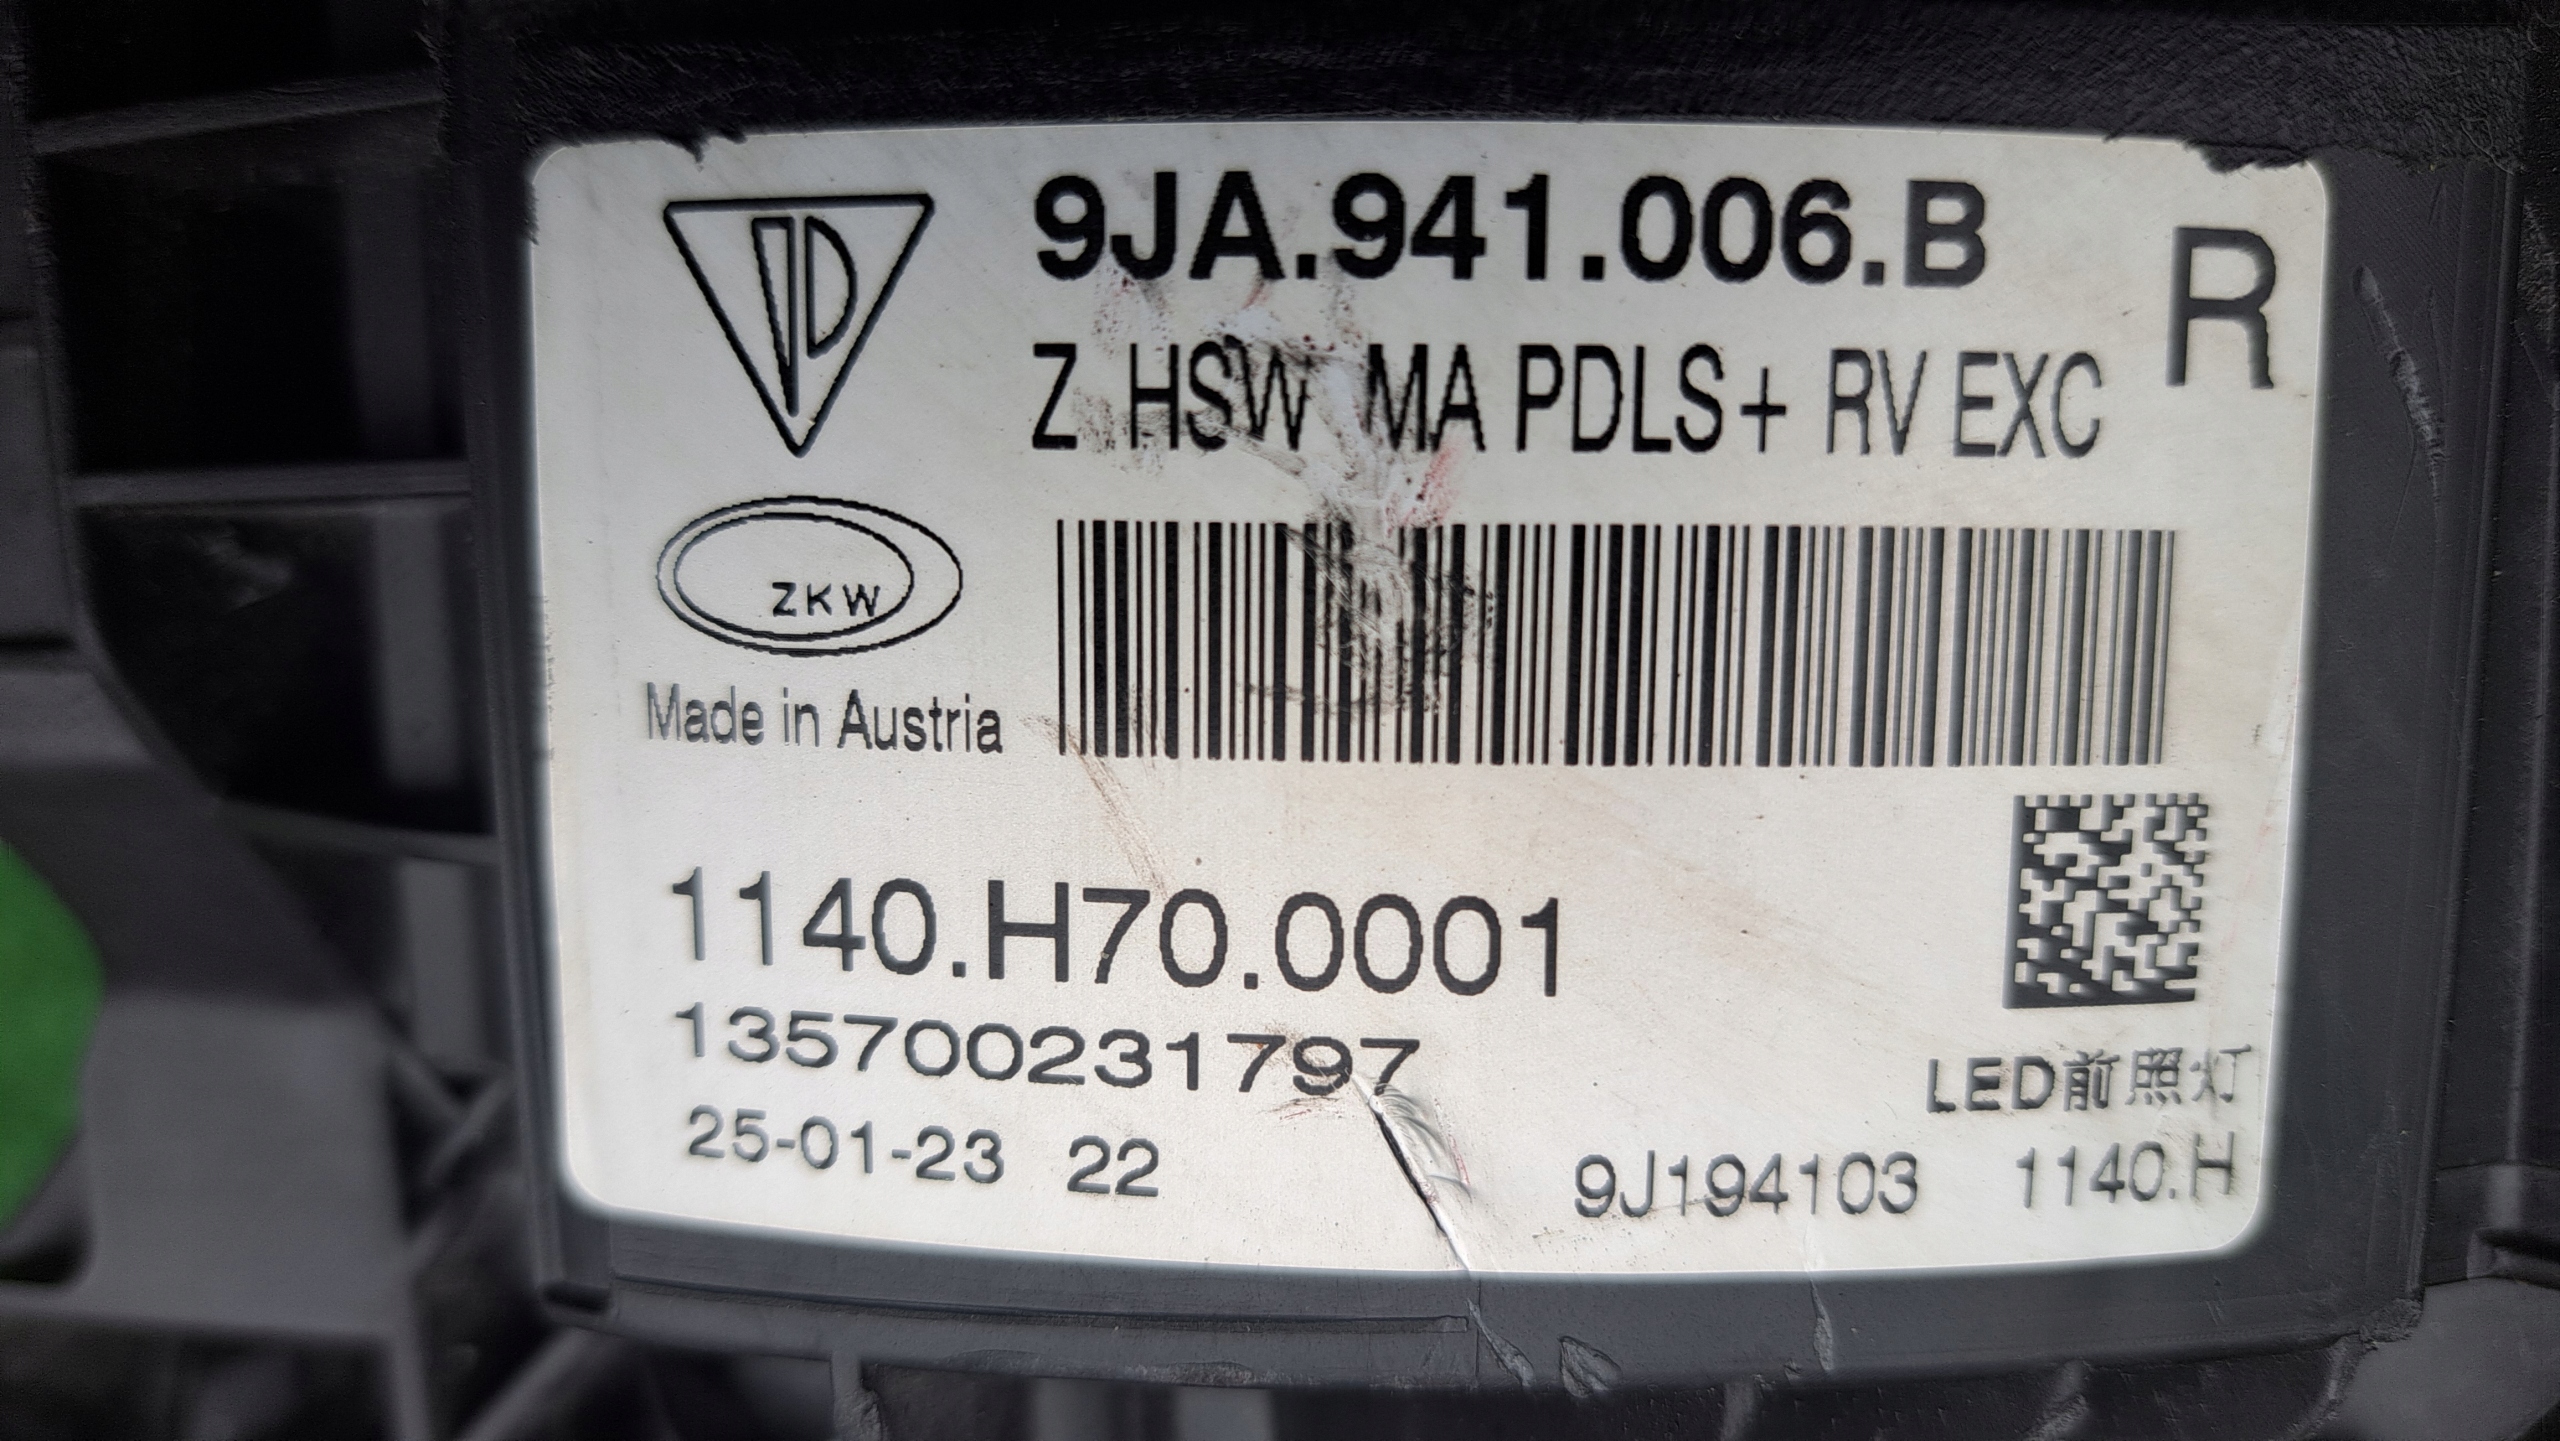 9JA.941.006.B
R
Z HSW MA PDLS+ RV EXC
ZKW
Made in Austria
1140.H70.0001
135700231797
LED前照灯
25-01-23 22
9J194103
1140.H